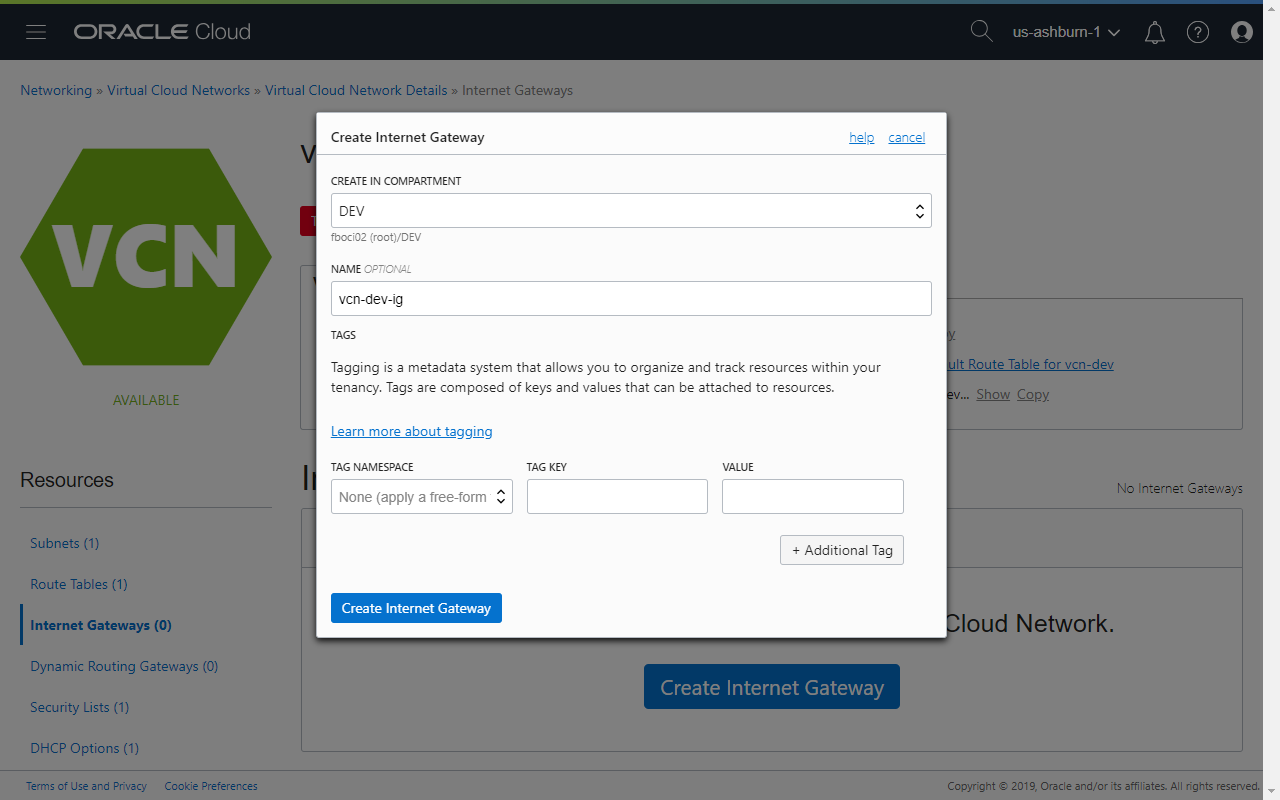 ORACLE Cloud
us-ashburn-1
Networking » Virtual Cloud Networks » Virtual Cloud Network Details » Internet Gateways
VCN
AVAILABLE
Resources
Subnets (1)
Route Tables (1)
Internet Gateways (0)
Dynamic Routing Gateways (0)
Security Lists (1)
DHCP Options (1)
Create Internet Gateway
help cancel
CREATE IN COMPARTMENT
DEV
fboci02 (root)/DEV
NAME OPTIONAL
vcn-dev-ig
TAGS
Tagging is a metadata system that allows you to organize and track resources within your
tenancy. Tags are composed of keys and values that can be attached to resources.
Learn more about tagging
TAG NAMESPACE TAG KEY VALUE
None (apply a free-form
+ Additional Tag
Create Internet Gateway
Route Table for vcn-dev
Show Copy
No Internet Gateways
Cloud Network.
Create Internet Gateway
Terms of Use and Privacy Cookie Preferences
Copyright © 2019, Oracle and/or its affiliates. All rights reserved.